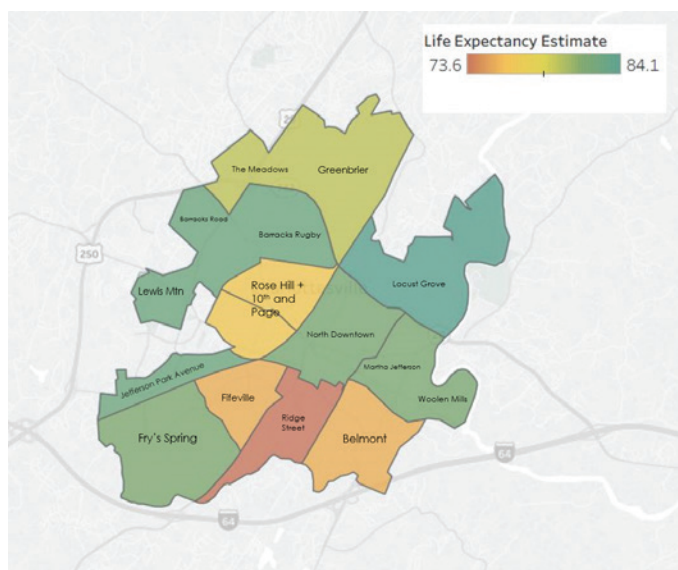 Life Expectancy Estimate
73.6
84.1
The Meadows
Greenbrier
Barracks Road
Barracks Rugby
250
Lewis Mtn
Rose Hill +
10th and
Page
Locust Grove
North Downtown
Martha Jefferson
Jefferson Park Avenue
Fifeville
Woolen Mills
Ridge
Street
Fry's Spring
Belmont
64
64